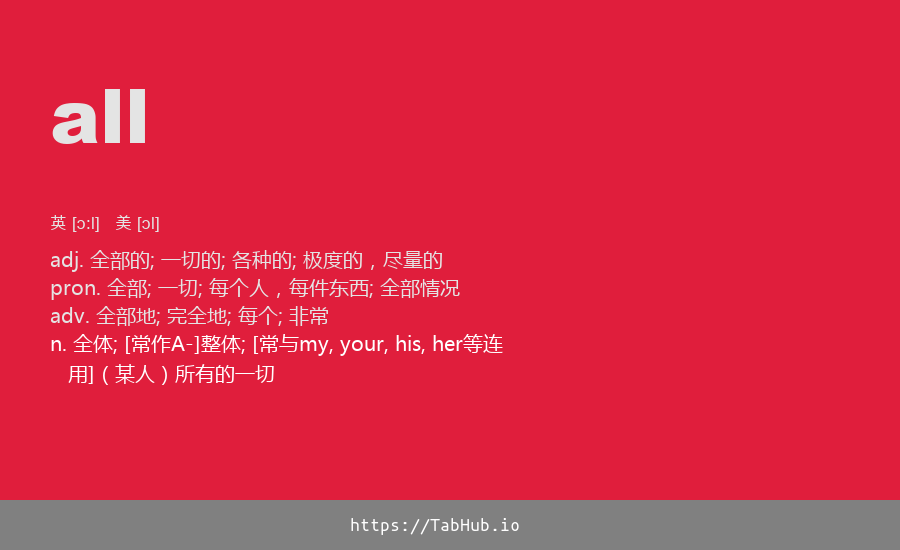 all
英 [ɔ:l] 美 [ɔl]
adj. 全部的; 一切的; 各种的; 极度的，尽量的
pron. 全部; 一切; 每个人，每件东西; 全部情况
adv. 全部地; 完全地; 每个; 非常
n. 全体; [常作A-]整体; [常与my, your, his, her等连
用]（某人）所有的一切
https://TabHub.io